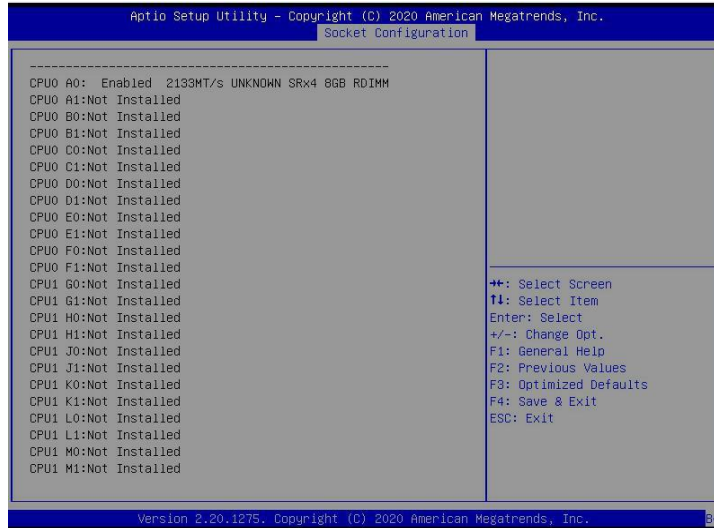 Aptio Setup Utility – Copyright (C) 2020 American Megatrends, Inc.
Socket Configuration
------------------------------------------------
CPU0 A0: Enabled 2133MT/s UNKNOWN SRx4 8GB RDIMM
CPU0 A1:Not Installed
CPU0 B0:Not Installed
CPU0 B1:Not Installed
CPU0 C0:Not Installed
CPU0 C1:Not Installed
CPU0 D0:Not Installed
CPU0 D1:Not Installed
CPU0 E0:Not Installed
CPU0 E1:Not Installed
CPU0 F0:Not Installed
CPU0 F1:Not Installed
CPU1 G0:Not Installed
CPU1 G1:Not Installed
CPU1 H0:Not Installed
CPU1 H1:Not Installed
CPU1 J0:Not Installed
CPU1 J1:Not Installed
CPU1 K0:Not Installed
CPU1 K1:Not Installed
CPU1 L0:Not Installed
CPU1 L1:Not Installed
CPU1 M0:Not Installed
CPU1 M1:Not Installed
→←: Select Screen
↑↓: Select Item
Enter: Select
+/-: Change Opt.
F1: General Help
F2: Previous Values
F3: Optimized Defaults
F4: Save & Exit
ESC: Exit
Version 2.20.1275. Copyright (C) 2020 American Megatrends, Inc.